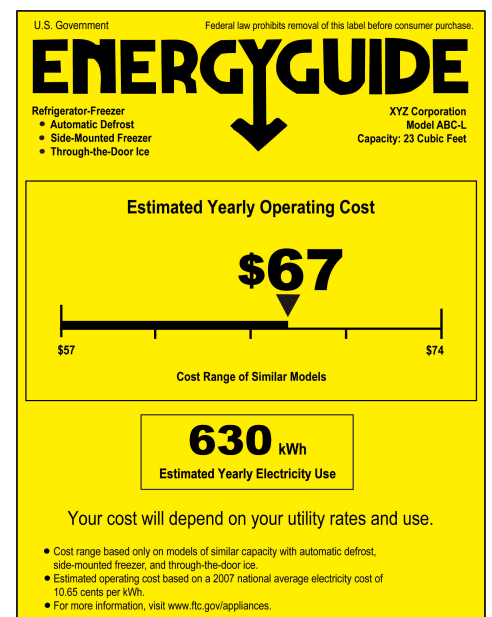 U.S. Government
Federal law prohibits removal of this label before consumer purchase.
ENERGYGUIDE
Refrigerator-Freezer
● Automatic Defrost
● Side-Mounted Freezer
● Through-the-Door Ice
XYZ Corporation
Model ABC-L
Capacity: 23 Cubic Feet
Estimated Yearly Operating Cost
$67
$57
$74
Cost Range of Similar Models
630 kWh
Estimated Yearly Electricity Use
Your cost will depend on your utility rates and use.
● Cost range based only on models of similar capacity with automatic defrost,
side-mounted freezer, and through-the-door ice.
● Estimated operating cost based on a 2007 national average electricity cost of
10.65 cents per kWh.
● For more information, visit www.ftc.gov/appliances.